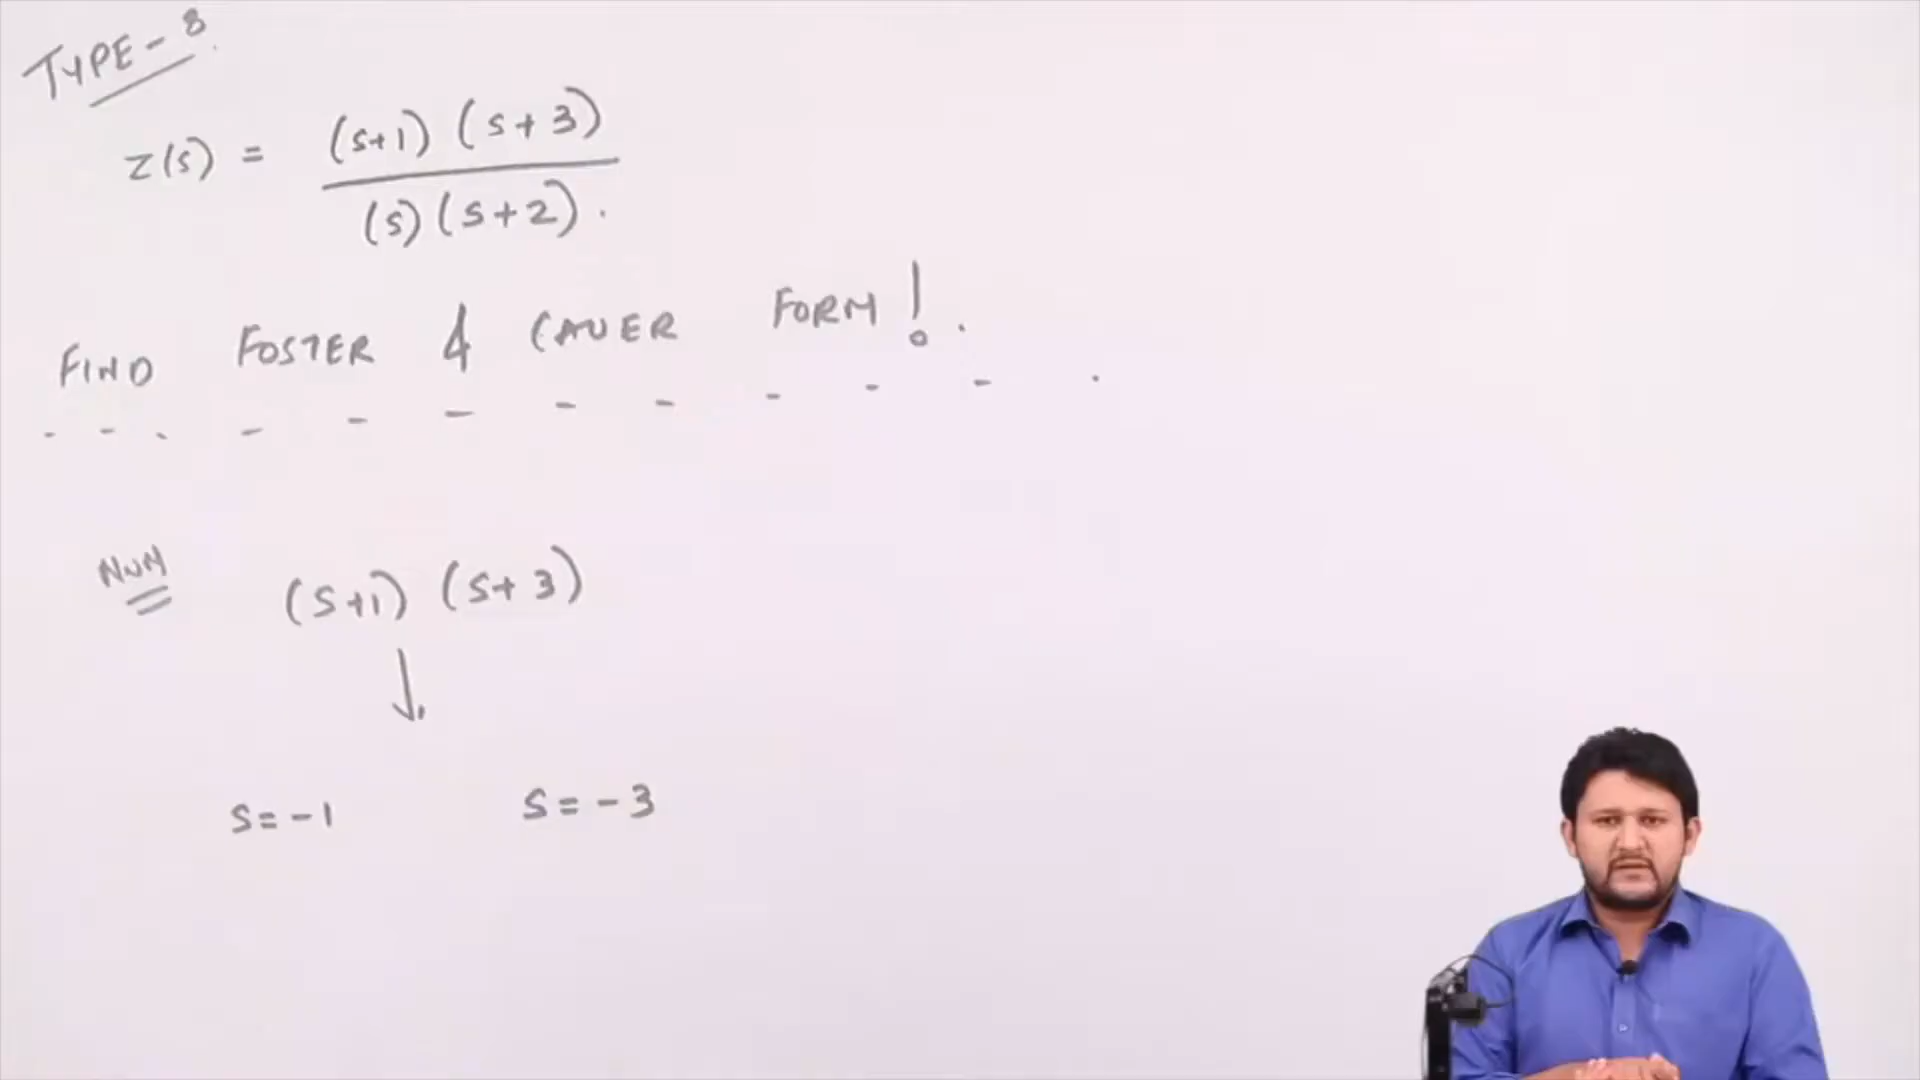 TYPE - 8.
Z(s) = (s+1) (s+3)
(s) (s+2).
FIND FOSTER & CAUER FORM!.
NUM (s+1) (s+3)
↓
s = -1 s = -3